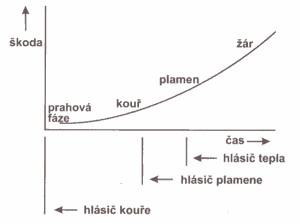 škoda
žár
plamen
kouř
prahová
fáze
čas
hlásič tepla
hlásič plamene
hlásič kouře